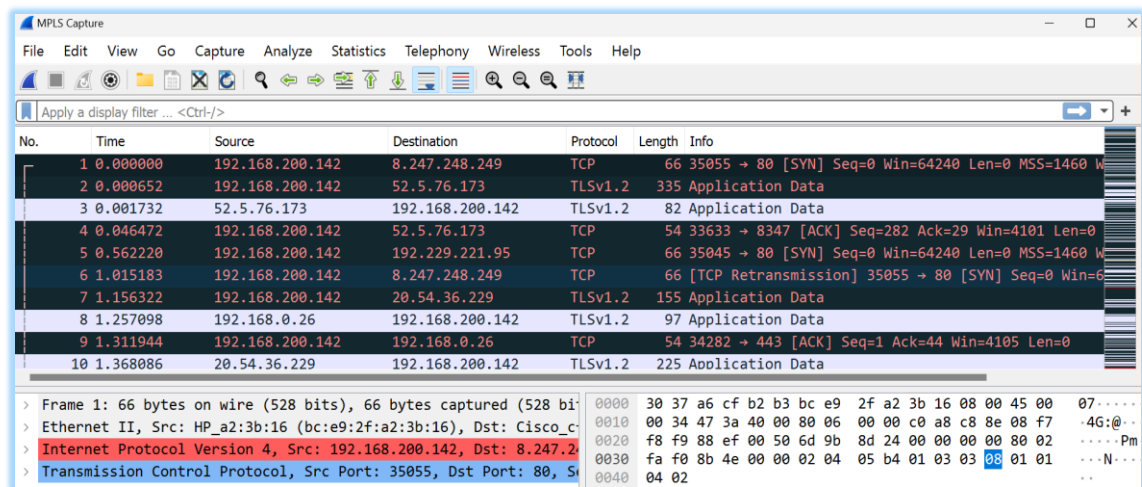 MPLS Capture
File Edit View Go Capture Analyze Statistics Telephony Wireless Tools Help
Apply a display filter ... <Ctrl-/>
No. Time Source Destination Protocol Length Info
1 0.000000 192.168.200.142 8.247.248.249 TCP 66 35055 → 80 [SYN] Seq=0 Win=64240 Len=0 MSS=1460 W
2 0.000652 192.168.200.142 52.5.76.173 TLSv1.2 335 Application Data
3 0.001732 52.5.76.173 192.168.200.142 TLSv1.2 82 Application Data
4 0.046472 192.168.200.142 52.5.76.173 TCP 54 33633 → 8347 [ACK] Seq=282 Ack=29 Win=4101 Len=0
5 0.562220 192.168.200.142 192.229.221.95 TCP 66 35045 → 80 [SYN] Seq=0 Win=64240 Len=0 MSS=1460 W
6 1.015183 192.168.200.142 8.247.248.249 TCP 66 [TCP Retransmission] 35055 → 80 [SYN] Seq=0 Win=6
7 1.156322 192.168.200.142 20.54.36.229 TLSv1.2 155 Application Data
8 1.257098 192.168.0.26 192.168.200.142 TLSv1.2 97 Application Data
9 1.311944 192.168.200.142 192.168.0.26 TCP 54 34282 → 443 [ACK] Seq=1 Ack=44 Win=4105 Len=0
10 1.368086 20.54.36.229 192.168.200.142 TLSv1.2 225 Application Data
> Frame 1: 66 bytes on wire (528 bits), 66 bytes captured (528 bi
> Ethernet II, Src: HP_a2:3b:16 (bc:e9:2f:a2:3b:16), Dst: Cisco_c
> Internet Protocol Version 4, Src: 192.168.200.142, Dst: 8.247.2
> Transmission Control Protocol, Src Port: 35055, Dst Port: 80, S
0000 30 37 a6 cf b2 b3 bc e9 2f a2 3b 16 08 00 45 00 07·····
0010 00 34 47 3a 40 00 80 06 00 00 c0 a8 c8 8e 08 f7 ·4G:@··
0020 f8 f9 88 ef 00 50 6d 9b 8d 24 00 00 00 00 80 02 ·····Pm
0030 fa f0 8b 4e 00 00 02 04 05 b4 01 03 03 08 01 01 ···N···
0040 04 02 ··